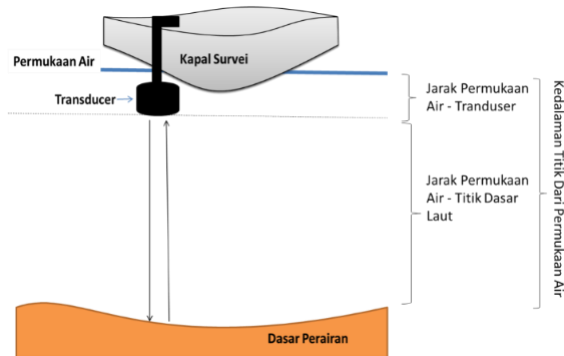 Kapal Survei
Permukaan Air
Transducer
Jarak Permukaan
Air - Tranduser
Jarak Permukaan
Air - Titik Dasar
Laut
Kedalaman Titik Dari Permukaan Air
Dasar Perairan